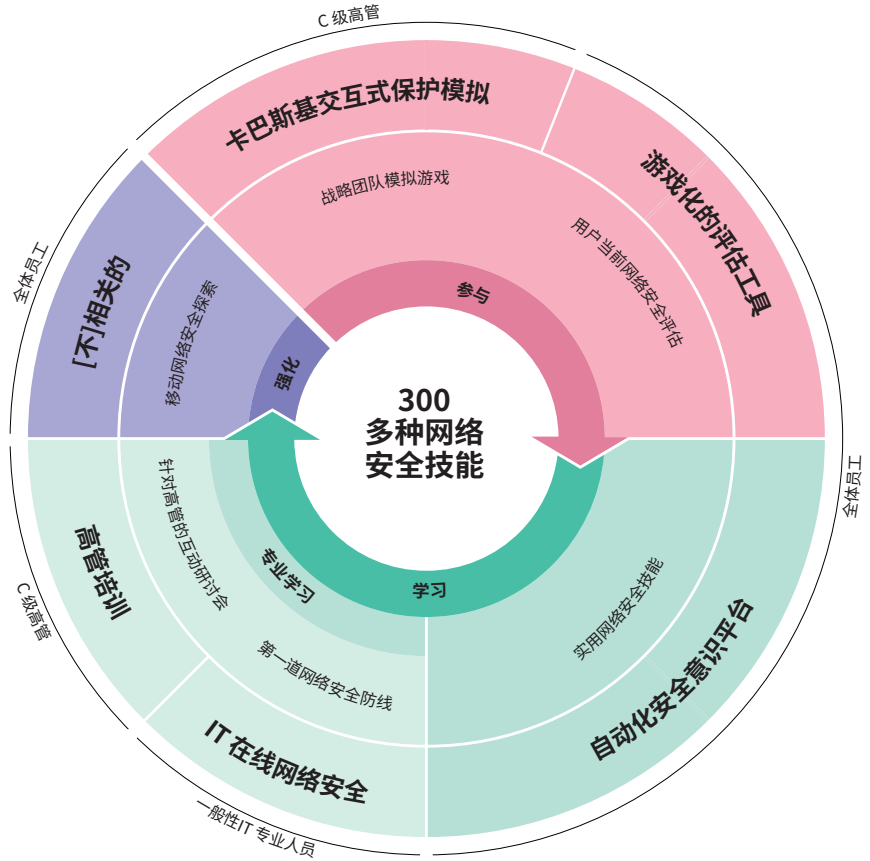 C 级高管
卡巴斯基交互式保护模拟
战略团队模拟游戏
游戏化的评估工具
用户当前网络安全评估
参与
全体员工
[不]相关的
移动网络安全探索
强化
300
多种网络
安全技能
全体员工
自动化安全意识平台
实用网络安全技能
学习
专业学习
针对高管的互动研讨会
高管培训
C 级高管
第一道网络安全防线
IT 在线网络安全
一般性IT 专业人员